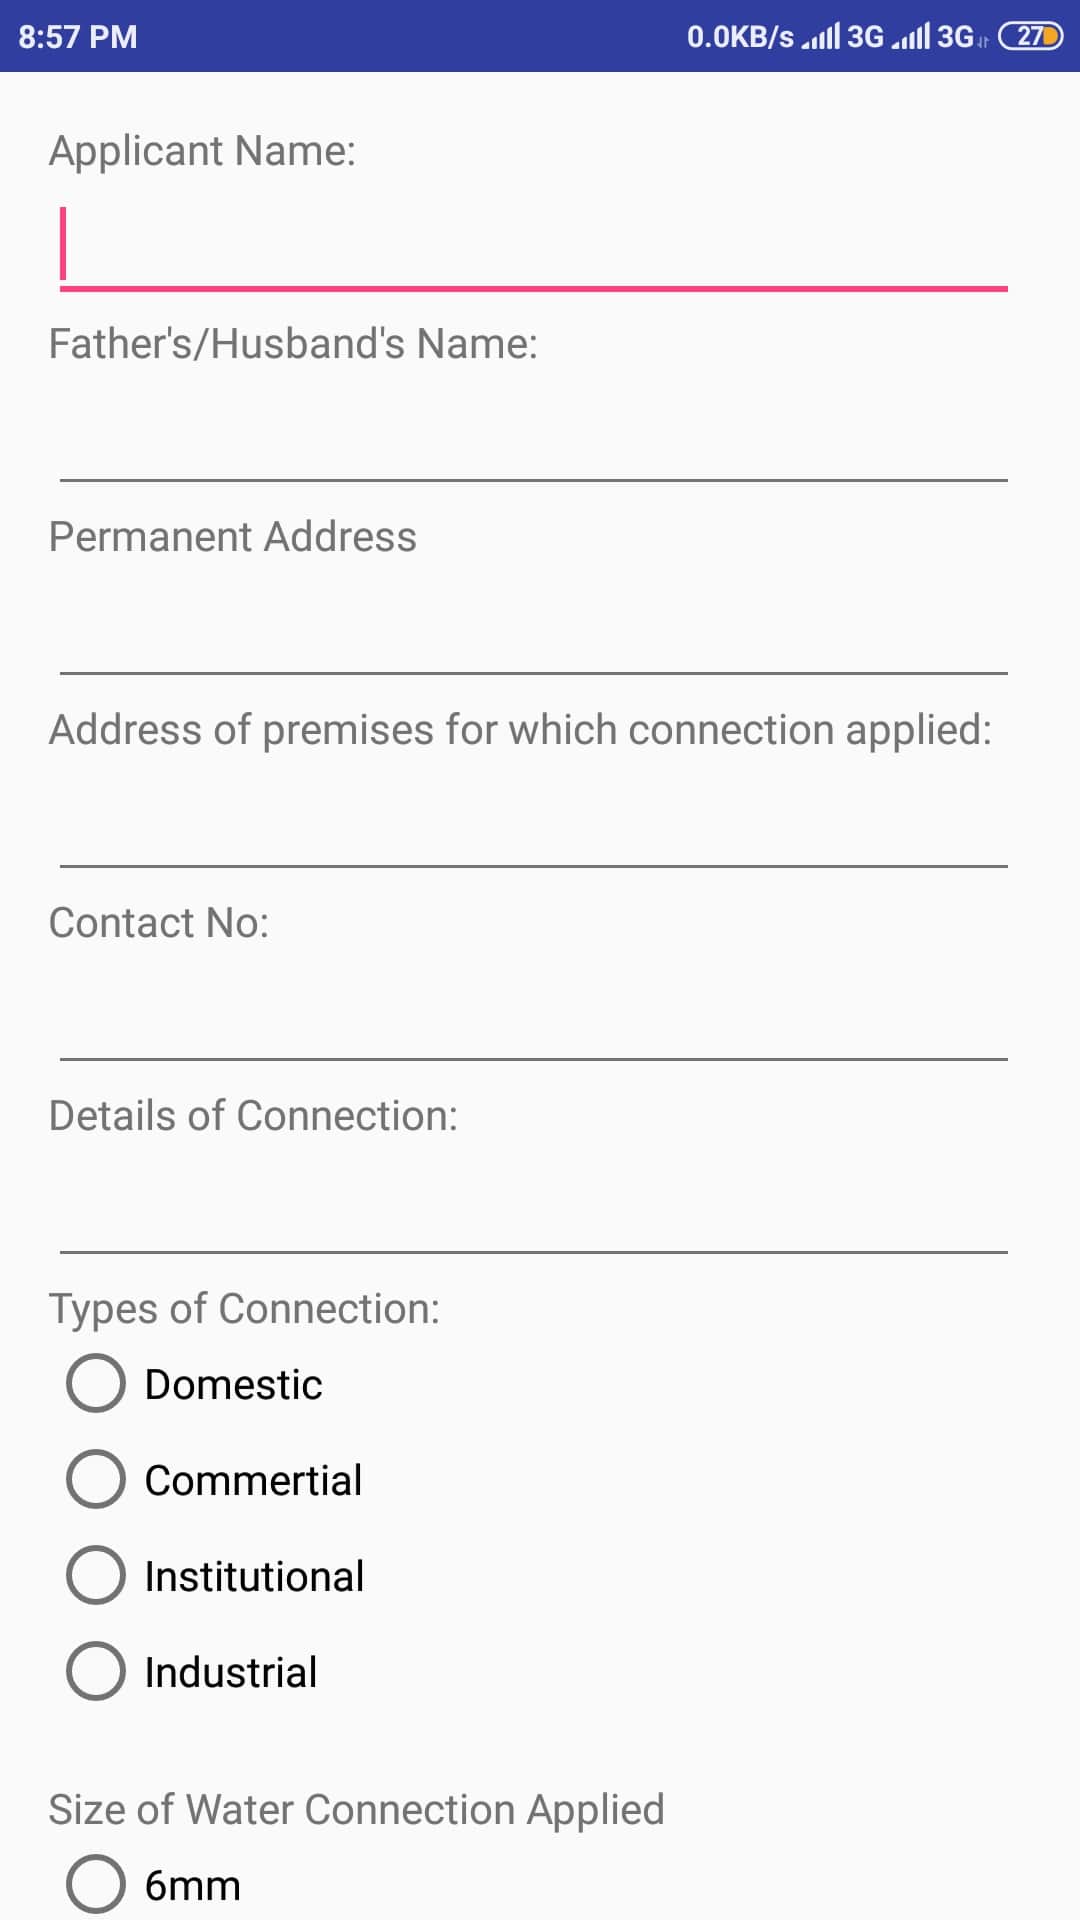 8:57 PM 0.0KB/s 3G 3G 27
Applicant Name:
Father's/Husband's Name:
Permanent Address
Address of premises for which connection applied:
Contact No:
Details of Connection:
Types of Connection:
Domestic
Commertial
Institutional
Industrial
Size of Water Connection Applied
6mm